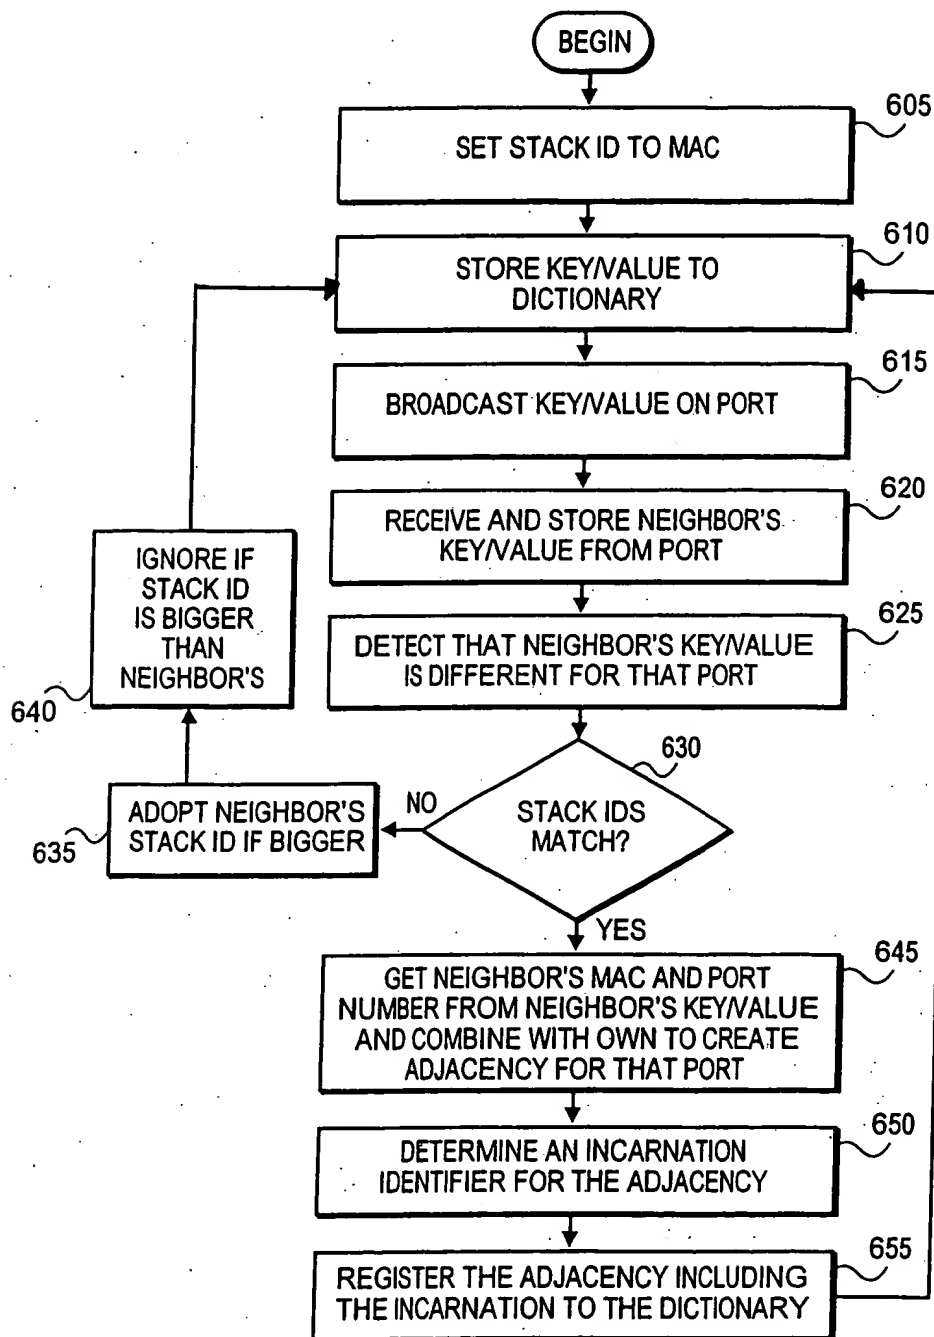 BEGIN
605
SET STACK ID TO MAC
610
STORE KEY/VALUE TO
DICTIONARY
615
BROADCAST KEY/VALUE ON PORT
620
RECEIVE AND STORE NEIGHBOR'S
KEY/VALUE FROM PORT
625
DETECT THAT NEIGHBOR'S KEY/VALUE
IS DIFFERENT FOR THAT PORT
630
STACK IDS
MATCH?
NO
ADOPT NEIGHBOR'S
STACK ID IF BIGGER
635
IGNORE IF
STACK ID
IS BIGGER
THAN
NEIGHBOR'S
640
YES
645
GET NEIGHBOR'S MAC AND PORT
NUMBER FROM NEIGHBOR'S KEY/VALUE
AND COMBINE WITH OWN TO CREATE
ADJACENCY FOR THAT PORT
650
DETERMINE AN INCARNATION
IDENTIFIER FOR THE ADJACENCY
655
REGISTER THE ADJACENCY INCLUDING
THE INCARNATION TO THE DICTIONARY